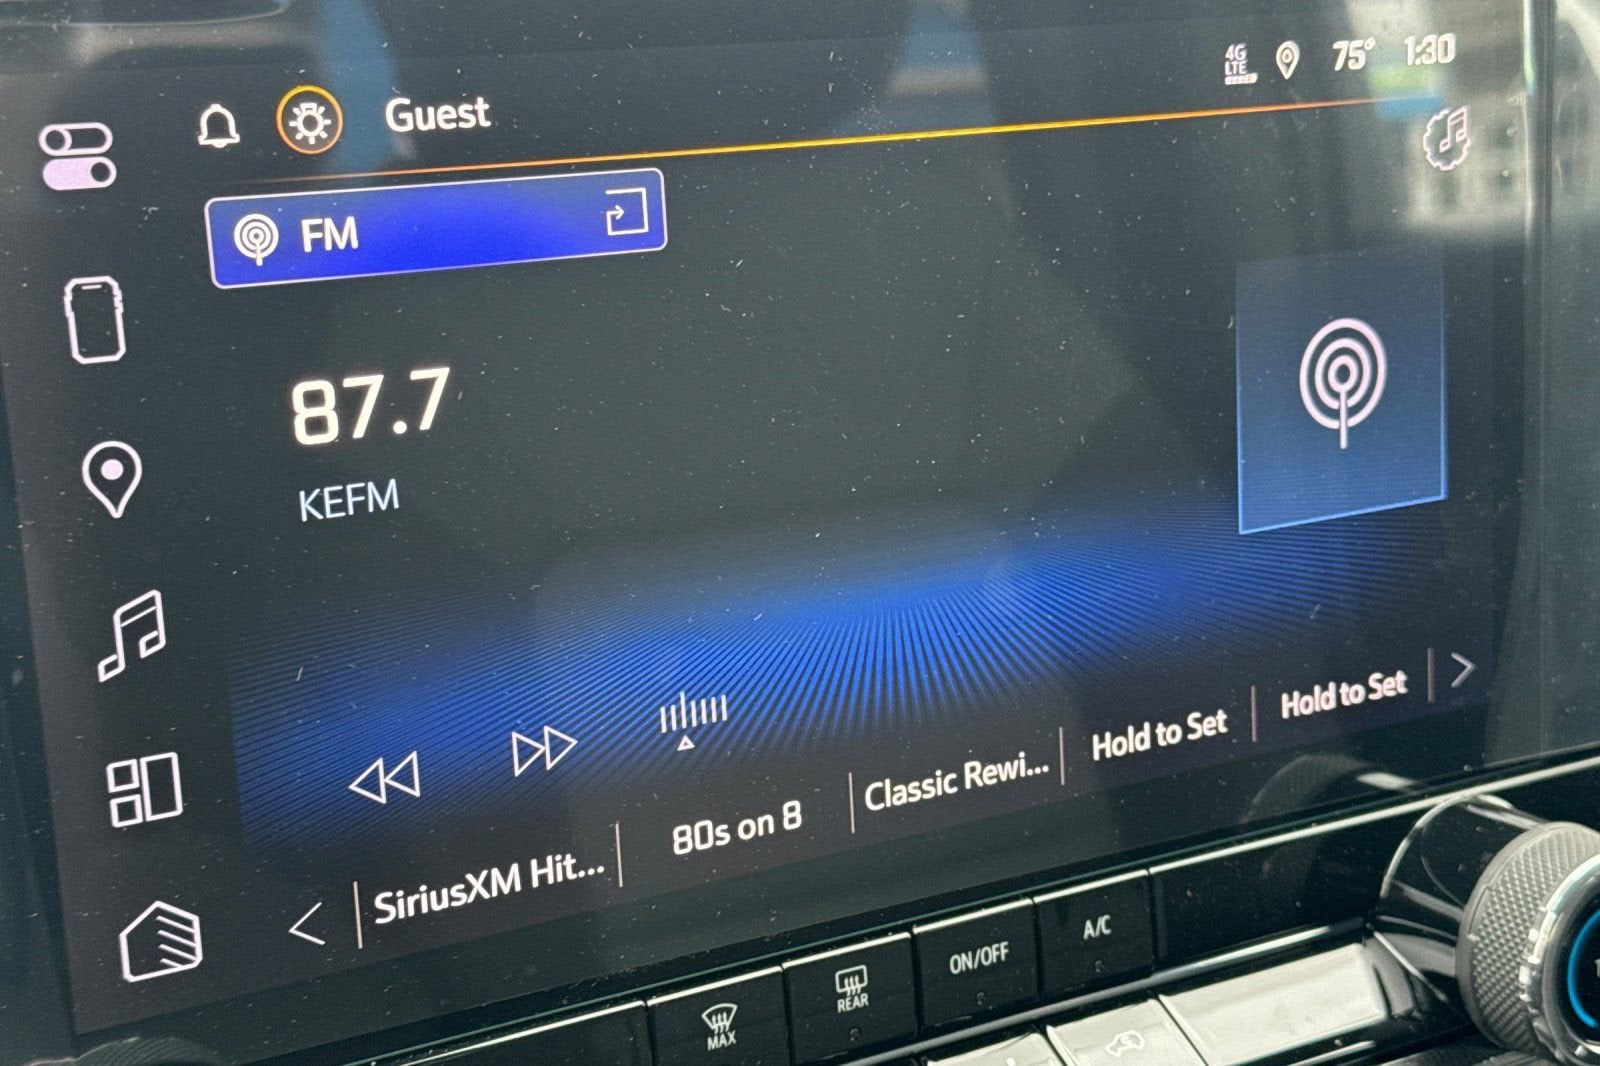 4G
LTE
75° 1:30
Guest
FM
87.7
KEFM
SiriusXM Hit...
80s on 8
Classic Rewi...
Hold to Set
Hold to Set
MAX
REAR
ON/OFF
A/C